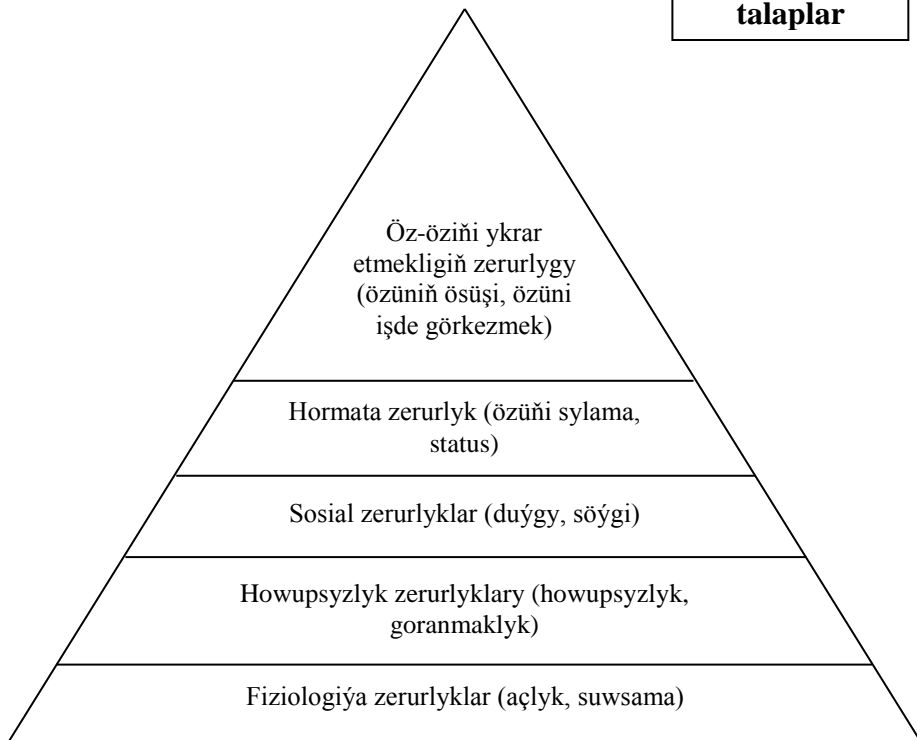 talaplar
Öz-öziňi ykrar
etmekligiň zerurlygy
(özüniň ösüşi, özüni
işde görkezmek)
Hormata zerurlyk (özüňi sylama,
status)
Sosial zerurlyklar (duýgy, söýgi)
Howupsyzlyk zerurlyklary (howupsyzlyk,
goranmaklyk)
Fiziologiýa zerurlyklar (açlyk, suwsama)